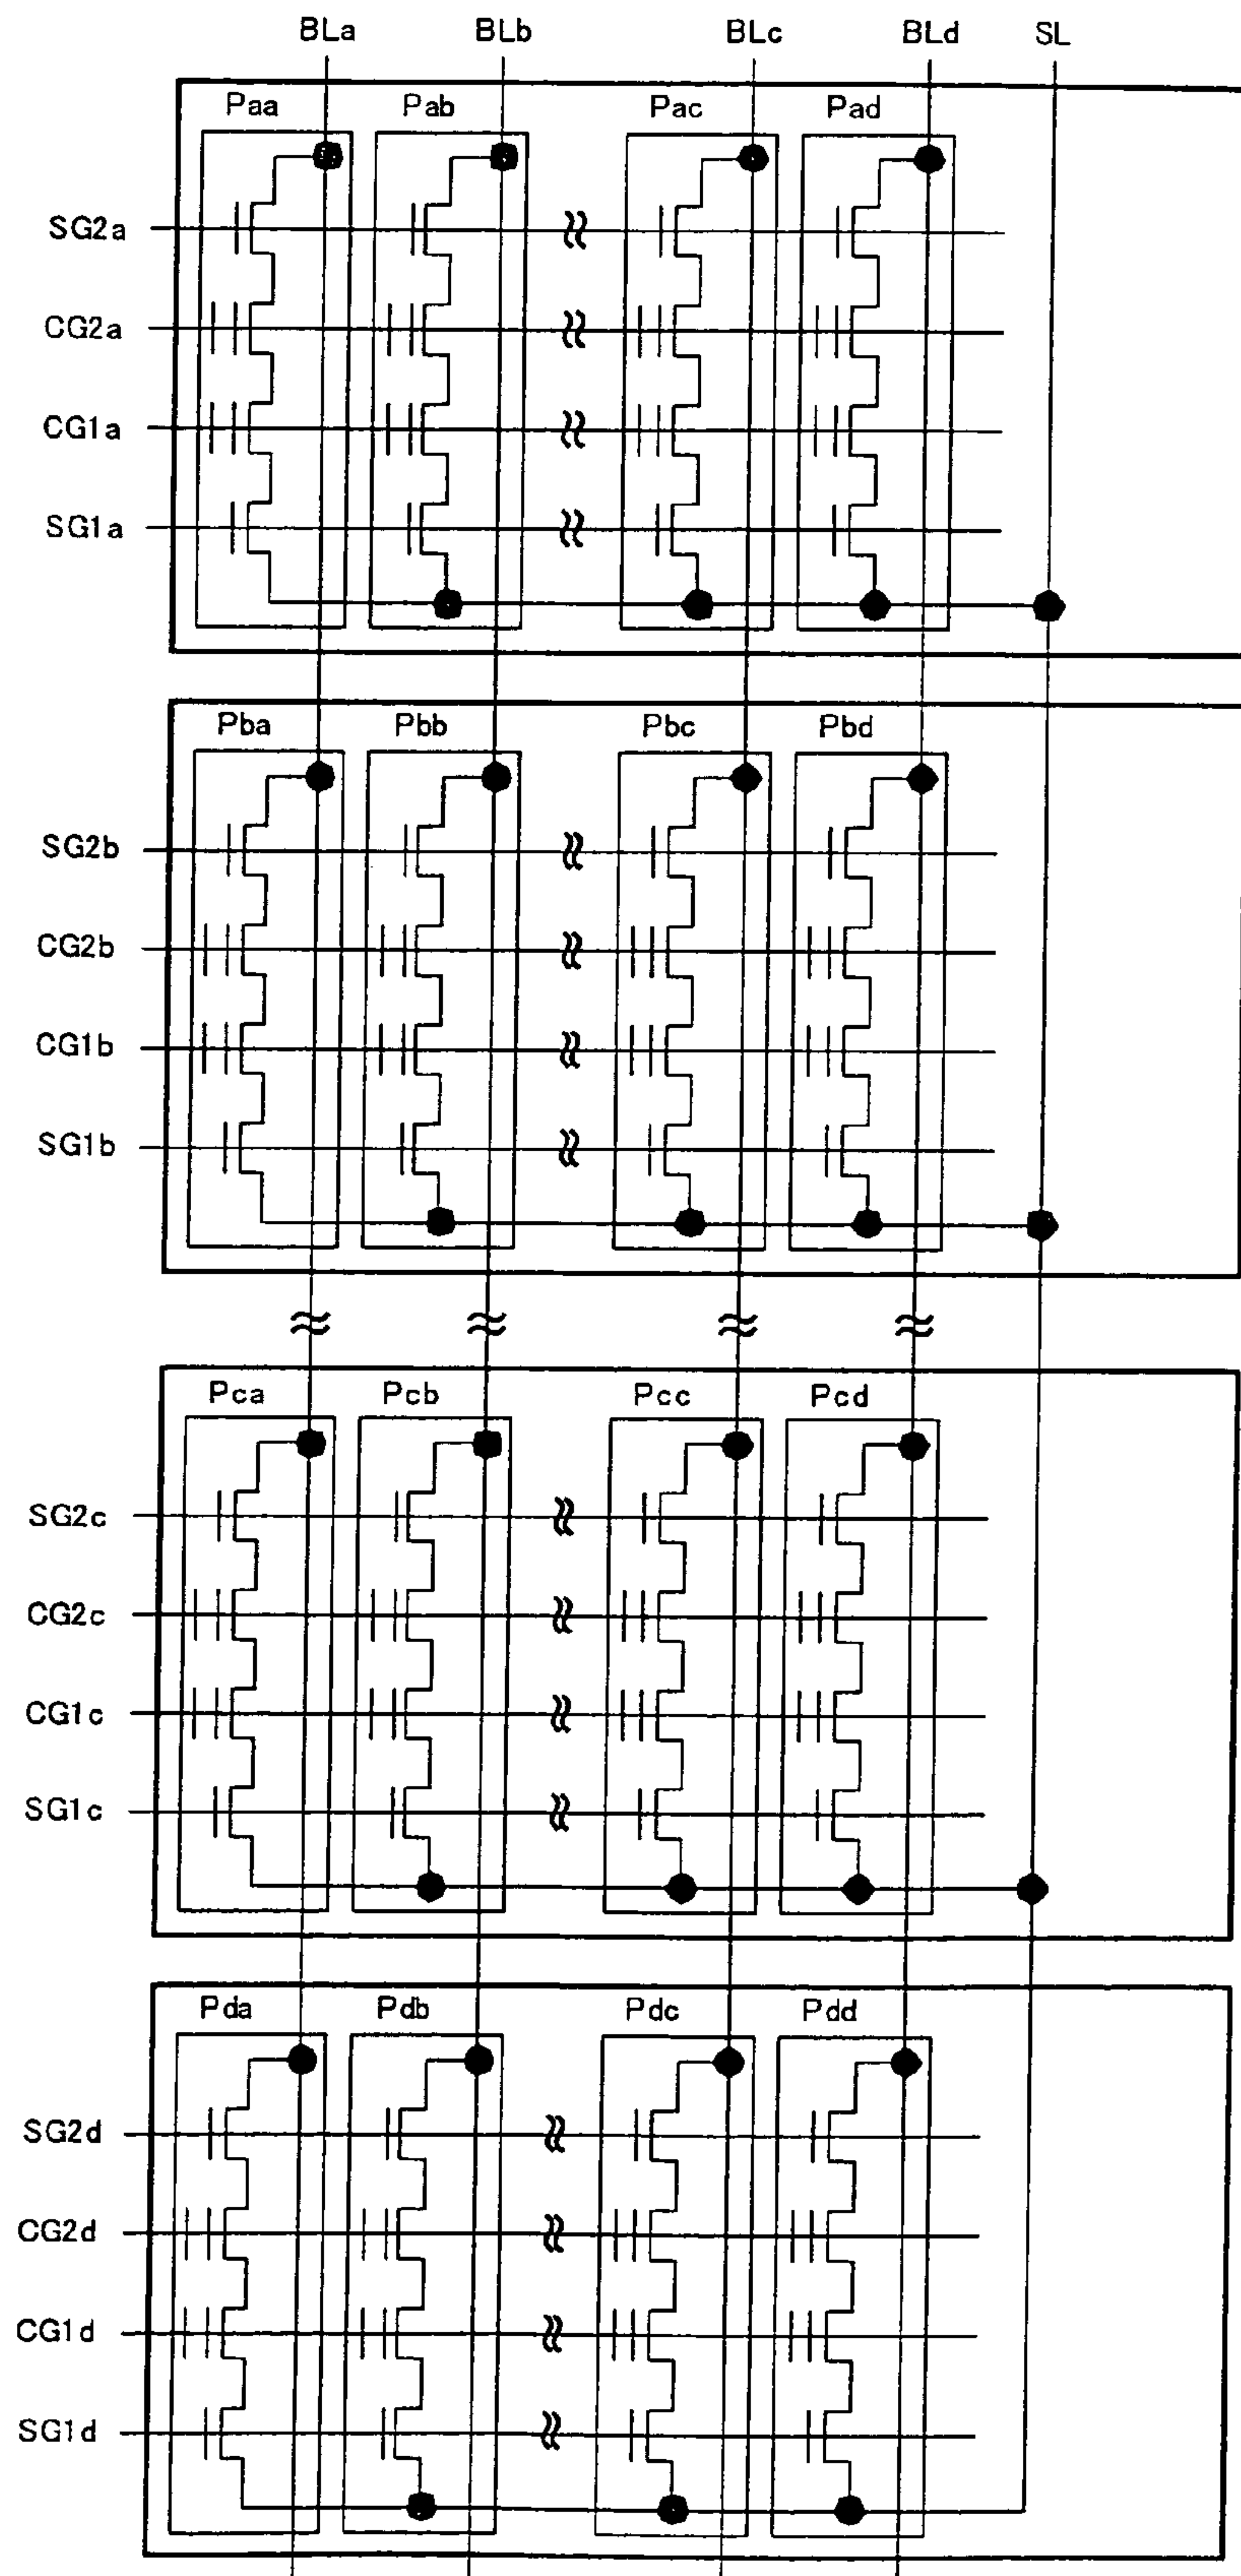 BLa BLb BLc BLd SL
Paa Pab Pac Pad
SG2a
CG2a
CG1a
SG1a
Pba Pbb Pbc Pbd
SG2b
CG2b
CG1b
SG1b
Pca Pcb Pcc Pcd
SG2c
CG2c
CG1c
SG1c
Pda Pdb Pdc Pdd
SG2d
CG2d
CG1d
SG1d